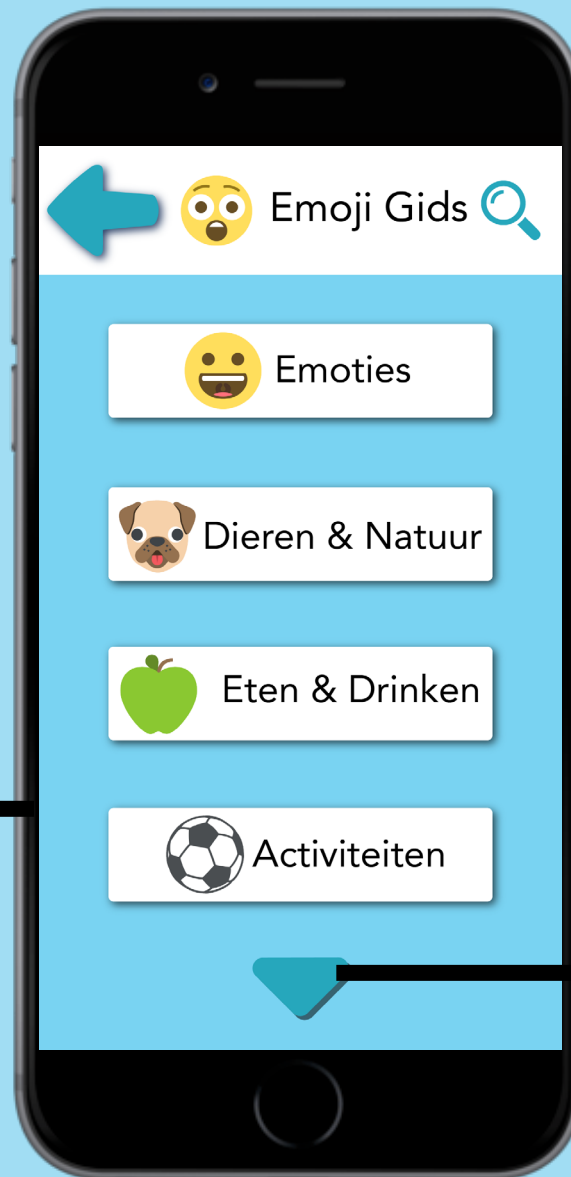 Emoji Gids
Emoties
Dieren & Natuur
Eten & Drinken
Activiteiten